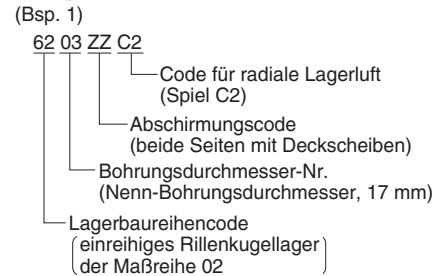 (Bsp. 1)
62 03 ZZ C2
Code für radiale Lagerluft
(Spiel C2)
Abschirmungscode
(beide Seiten mit Deckscheiben)
Bohrungsdurchmesser-Nr.
(Nenn-Bohrungsdurchmesser, 17 mm)
Lagerbaureihencode
(einreihiges Rillenkugellager
der Maßreihe 02)